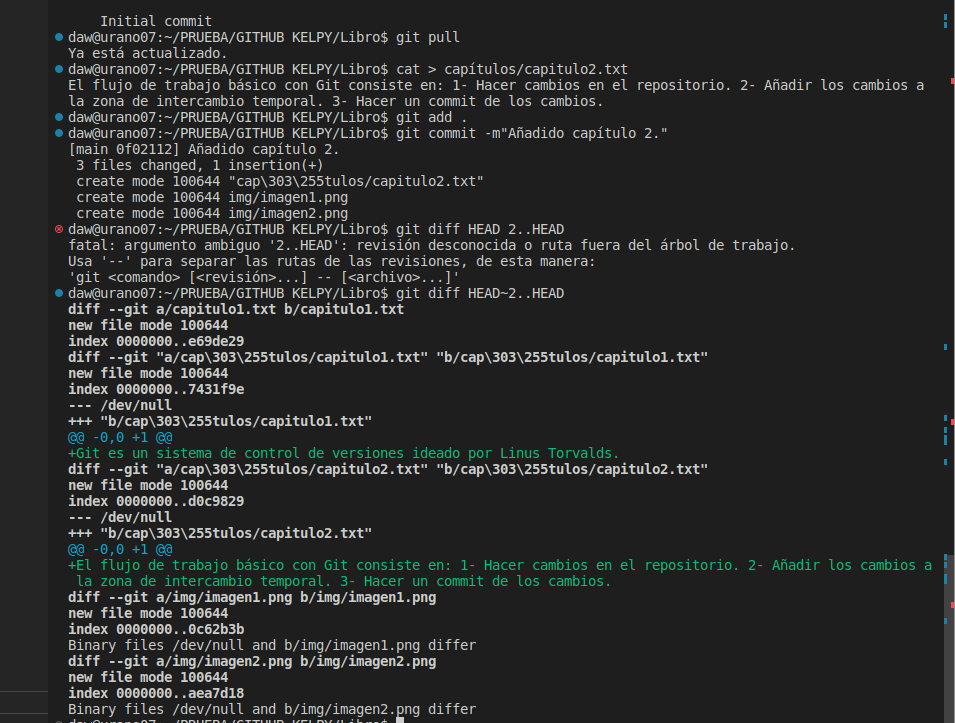 Initial commit
daw@urano07:~/PRUEBA/GITHUB KELPY/Libro$ git pull
Ya está actualizado.
daw@urano07:~/PRUEBA/GITHUB KELPY/Libro$ cat > capítulos/capitulo2.txt
El flujo de trabajo básico con Git consiste en: 1- Hacer cambios en el repositorio. 2- Añadir los cambios a
la zona de intercambio temporal. 3- Hacer un commit de los cambios.
daw@urano07:~/PRUEBA/GITHUB KELPY/Libro$ git add .
daw@urano07:~/PRUEBA/GITHUB KELPY/Libro$ git commit -m"Añadido capítulo 2."
[main 0f02112] Añadido capítulo 2.
3 files changed, 1 insertion(+)
create mode 100644 "cap\303\255tulos/capitulo2.txt"
create mode 100644 img/imagen1.png
create mode 100644 img/imagen2.png
daw@urano07:~/PRUEBA/GITHUB KELPY/Libro$ git diff HEAD 2..HEAD
fatal: argumento ambiguo '2..HEAD': revisión desconocida o ruta fuera del árbol de trabajo.
Usa '--' para separar las rutas de las revisiones, de esta manera:
'git <comando> [<revisión>...] -- [<archivo>...]'
daw@urano07:~/PRUEBA/GITHUB KELPY/Libro$ git diff HEAD~2..HEAD
diff --git a/capitulo1.txt b/capitulo1.txt
new file mode 100644
index 0000000..e69de29
diff --git "a/cap\303\255tulos/capitulo1.txt" "b/cap\303\255tulos/capitulo1.txt"
new file mode 100644
index 0000000..7431f9e
--- /dev/null
+++ "b/cap\303\255tulos/capitulo1.txt"
@@ -0,0 +1 @@
+Git es un sistema de control de versiones ideado por Linus Torvalds.
diff --git "a/cap\303\255tulos/capitulo2.txt" "b/cap\303\255tulos/capitulo2.txt"
new file mode 100644
index 0000000..d0c9829
--- /dev/null
+++ "b/cap\303\255tulos/capitulo2.txt"
@@ -0,0 +1 @@
+El flujo de trabajo básico con Git consiste en: 1- Hacer cambios en el repositorio. 2- Añadir los cambios a
la zona de intercambio temporal. 3- Hacer un commit de los cambios.
diff --git a/img/imagen1.png b/img/imagen1.png
new file mode 100644
index 0000000..0c62b3b
Binary files /dev/null and b/img/imagen1.png differ
diff --git a/img/imagen2.png b/img/imagen2.png
new file mode 100644
index 0000000..aea7d18
Binary files /dev/null and b/img/imagen2.png differ
daw@urano07:~/PRUEBA/GITHUB KELPY/Libro$